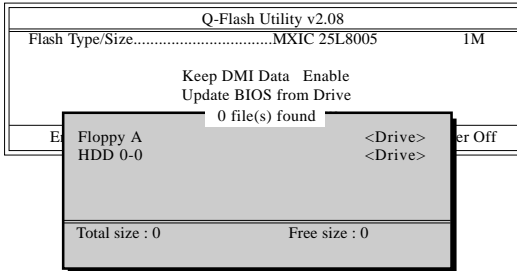 Q-Flash Utility v2.08
Flash Type/Size.................................MXIC 25L8005 1M
Keep DMI Data Enable
Update BIOS from Drive
0 file(s) found
Floppy A <Drive>
HDD 0-0 <Drive>
Total size : 0 Free size : 0
Off